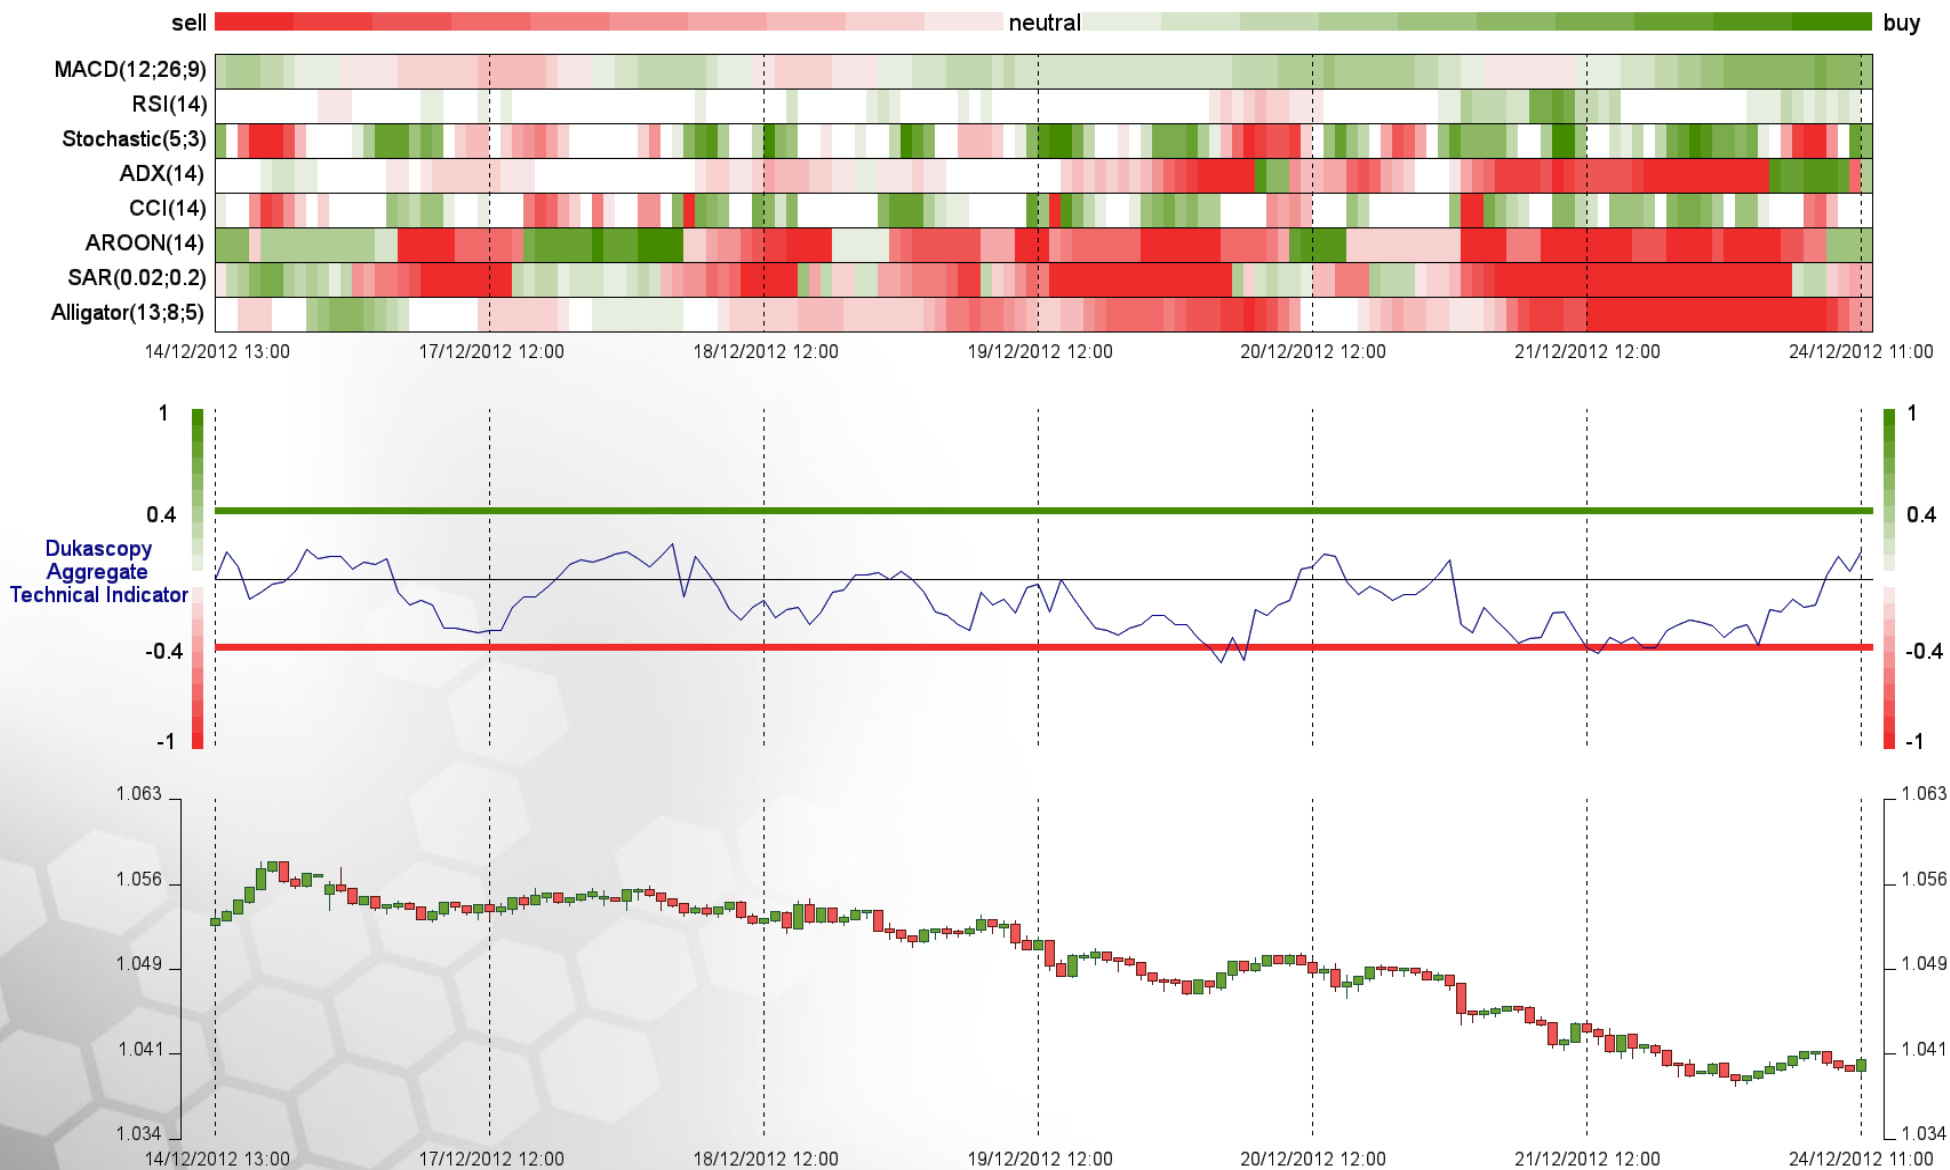 sell neutral buy
MACD(12;26;9)
RSI(14)
Stochastic(5;3)
ADX(14)
CCI(14)
AROON(14)
SAR(0.02;0.2)
Alligator(13;8;5)
14/12/2012 13:00 17/12/2012 12:00 18/12/2012 12:00 19/12/2012 12:00 20/12/2012 12:00 21/12/2012 12:00 24/12/2012 11:00
1 1
0.4 0.4
Dukascopy
Aggregate
Technical Indicator
-0.4 -0.4
-1 -1
1.063 1.063
1.056 1.056
1.049 1.049
1.041 1.041
1.034 1.034
14/12/2012 13:00 17/12/2012 12:00 18/12/2012 12:00 19/12/2012 12:00 20/12/2012 12:00 21/12/2012 12:00 24/12/2012 11:00